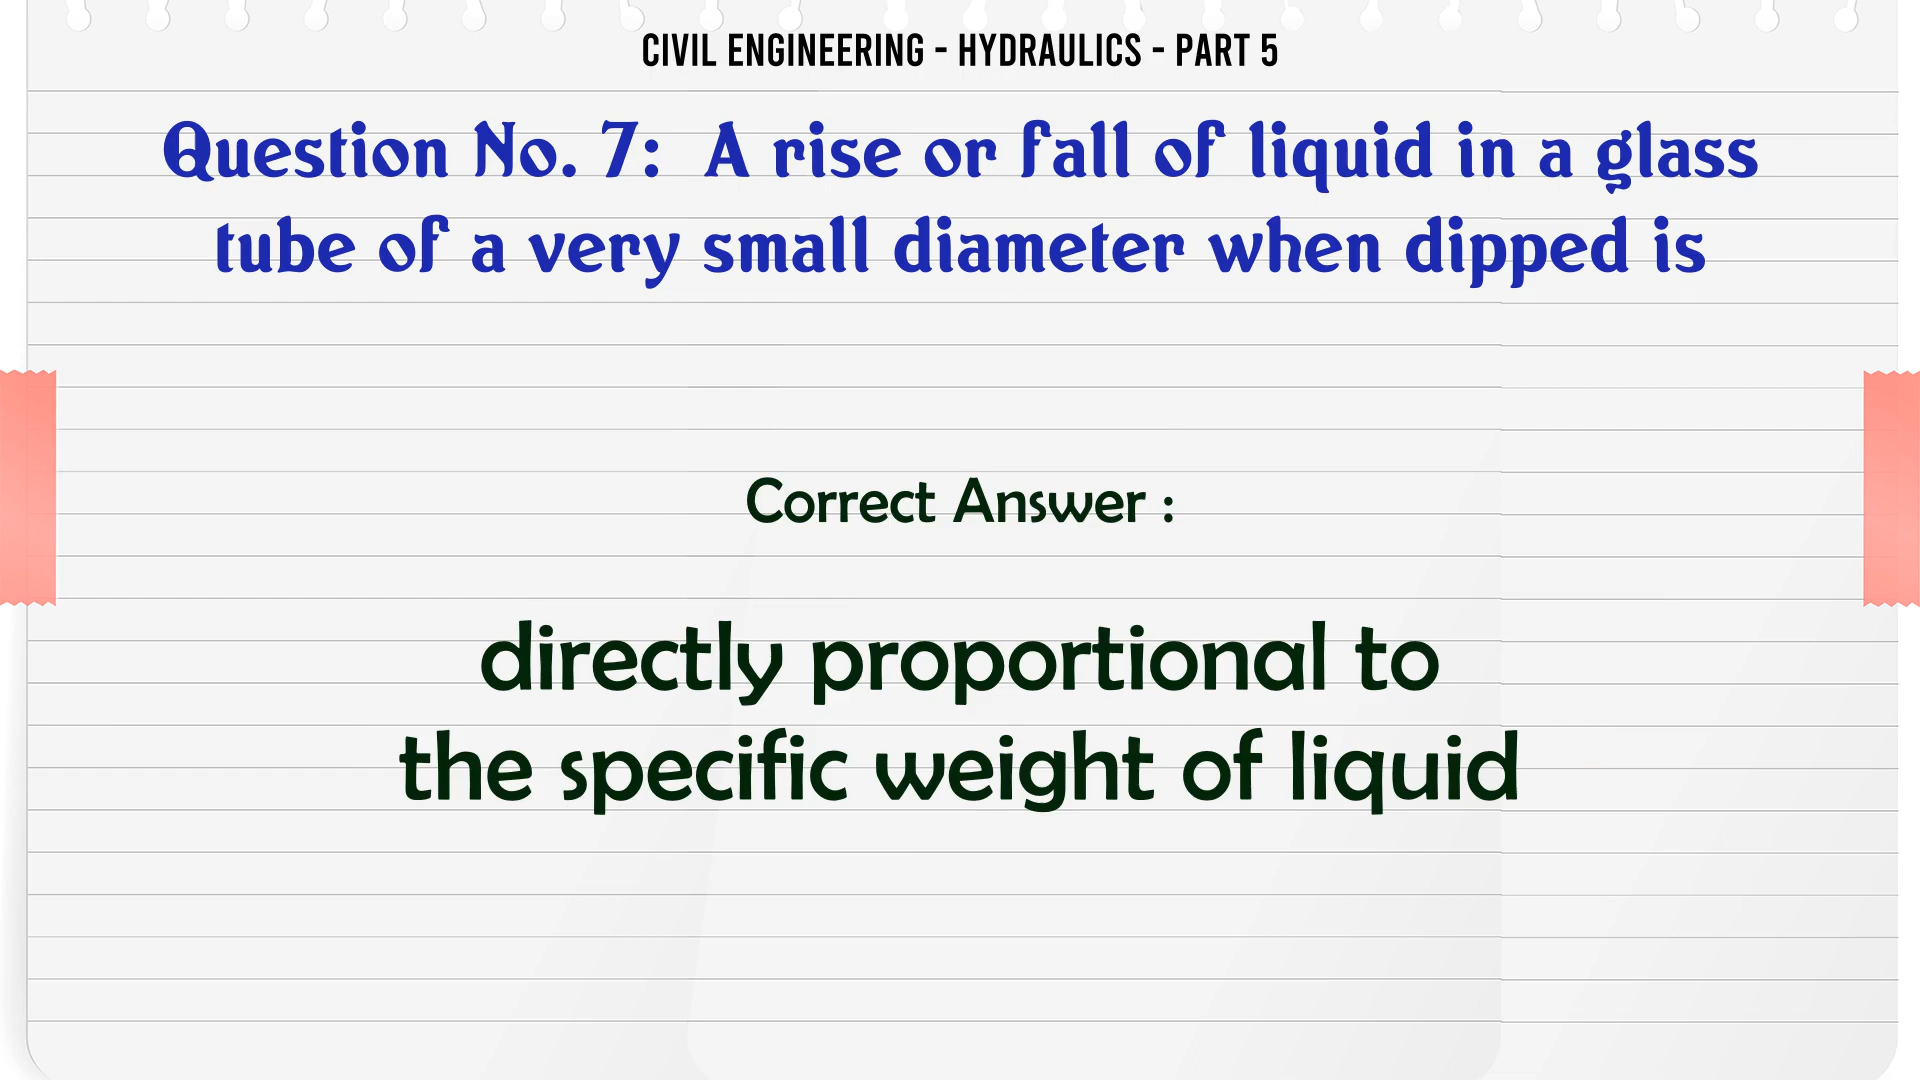 CIVIL ENGINEERING - HYDRAULICS - PART 5
Question No. 7: A rise or fall of liquid in a glass
tube of a very small diameter when dipped is
Correct Answer :
directly proportional to
the specific weight of liquid